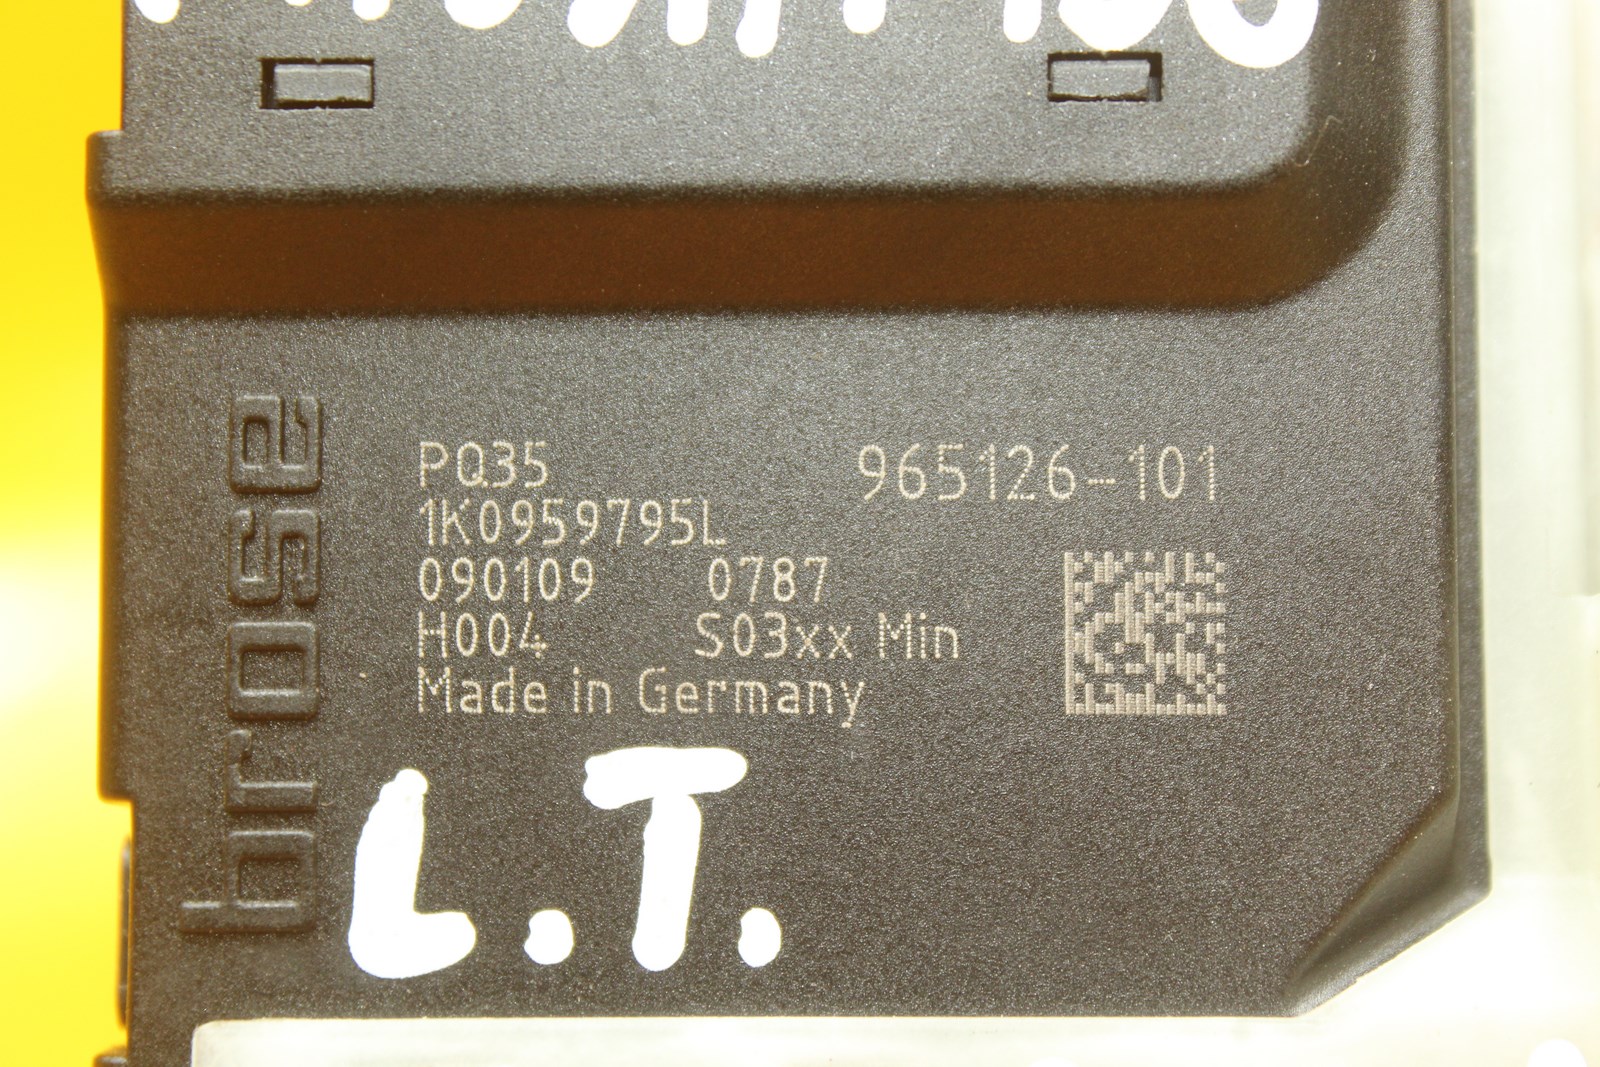 PQ35 965126-101
1K0959795L
090109 0787
H004 S03xx Min
Made in Germany
brose
L.T.